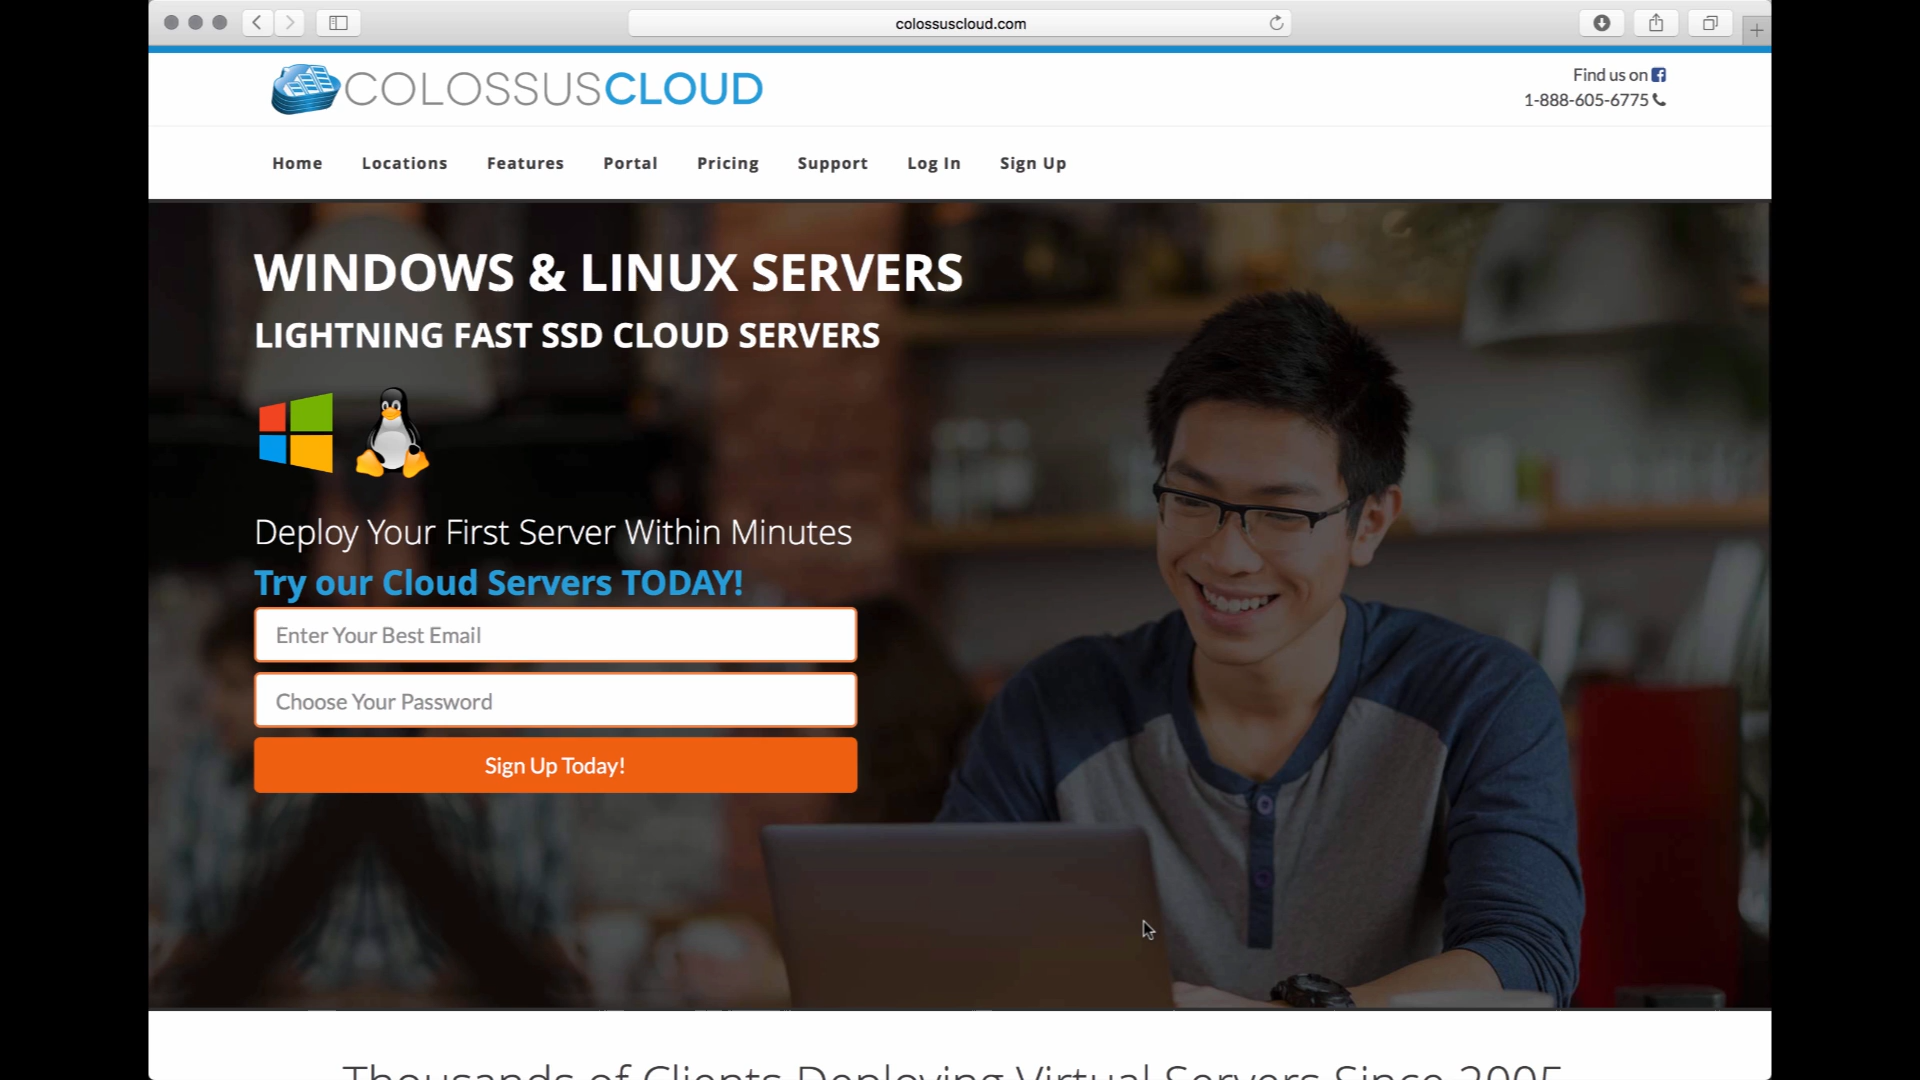 colossuscloud.com
COLOSSUSCLOUD
Find us on
1-888-605-6775
Home Locations Features Portal Pricing Support Log In Sign Up
WINDOWS & LINUX SERVERS
LIGHTNING FAST SSD CLOUD SERVERS
Deploy Your First Server Within Minutes
Try our Cloud Servers TODAY!
Enter Your Best Email
Choose Your Password
Sign Up Today!
Thousands of Clients Deploying Virtual Servers Since 2005